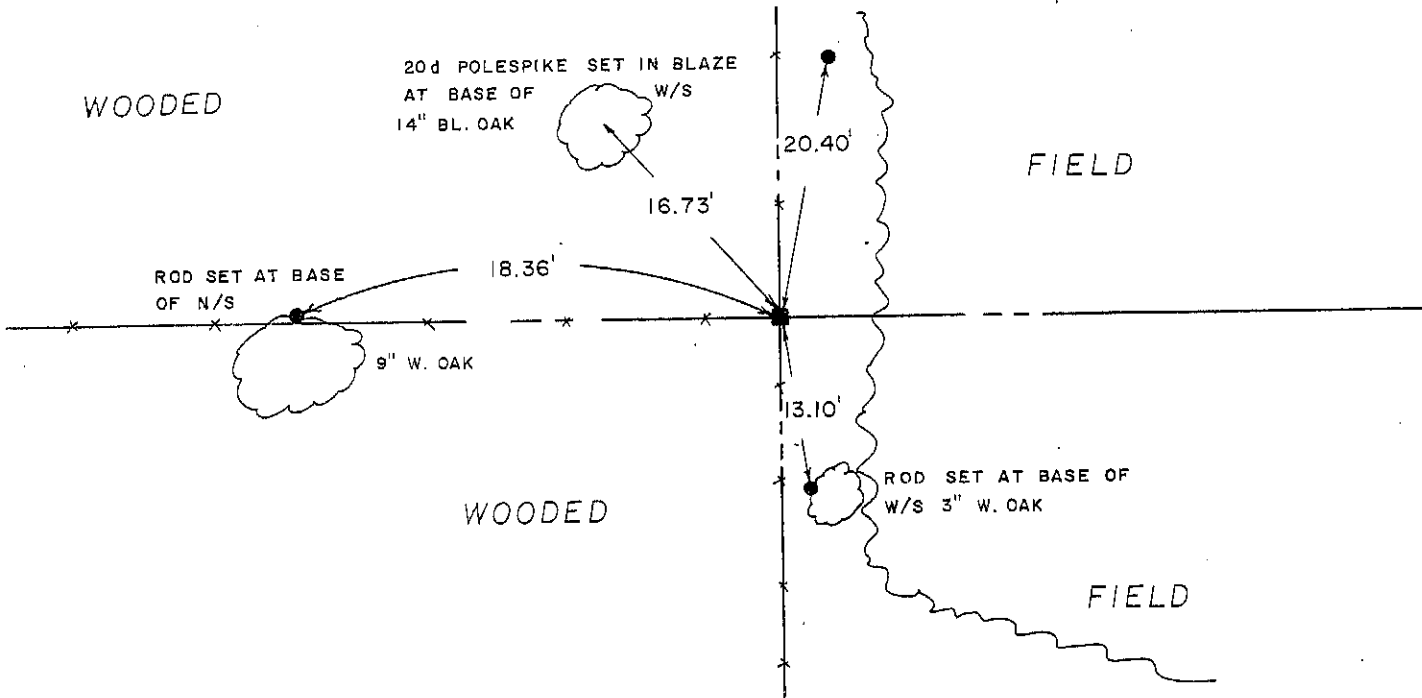 20d POLESPIKE SET IN BLAZE
AT BASE OF W/S
14" BL. OAK
WOODED
20.40'
FIELD
16.73'
ROD SET AT BASE
OF N/S
18.36'
9" W. OAK
13.10'
ROD SET AT BASE OF
W/S 3" W. OAK
WOODED
FIELD